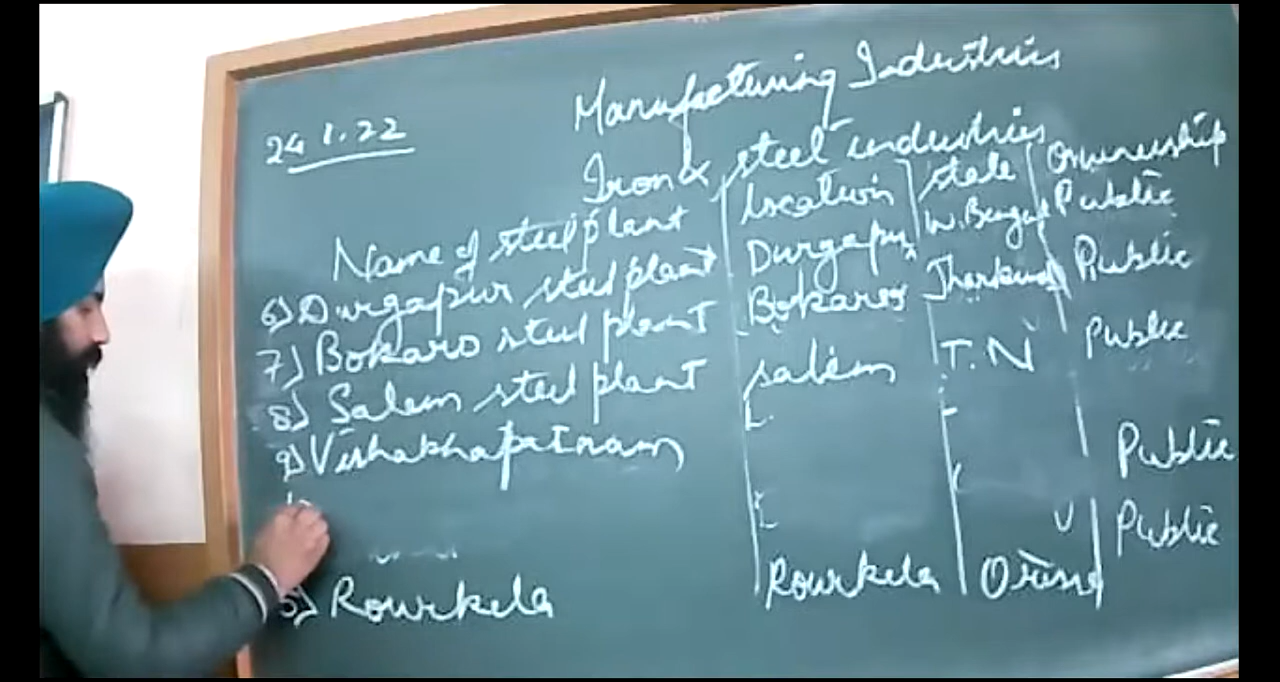 Manufacturing Industries
24.1.22
Iron & steel industries
Name of steel plant location state Ownership
6) Durgapur steel plant Durgapur W. Bengal Public
7) Bokaro steel plant Bokaro Jharkand Public
8) Salem steel plant salem T.N Public
9) Vishakhapatnam Public
Public
5) Rourkela Rourkela